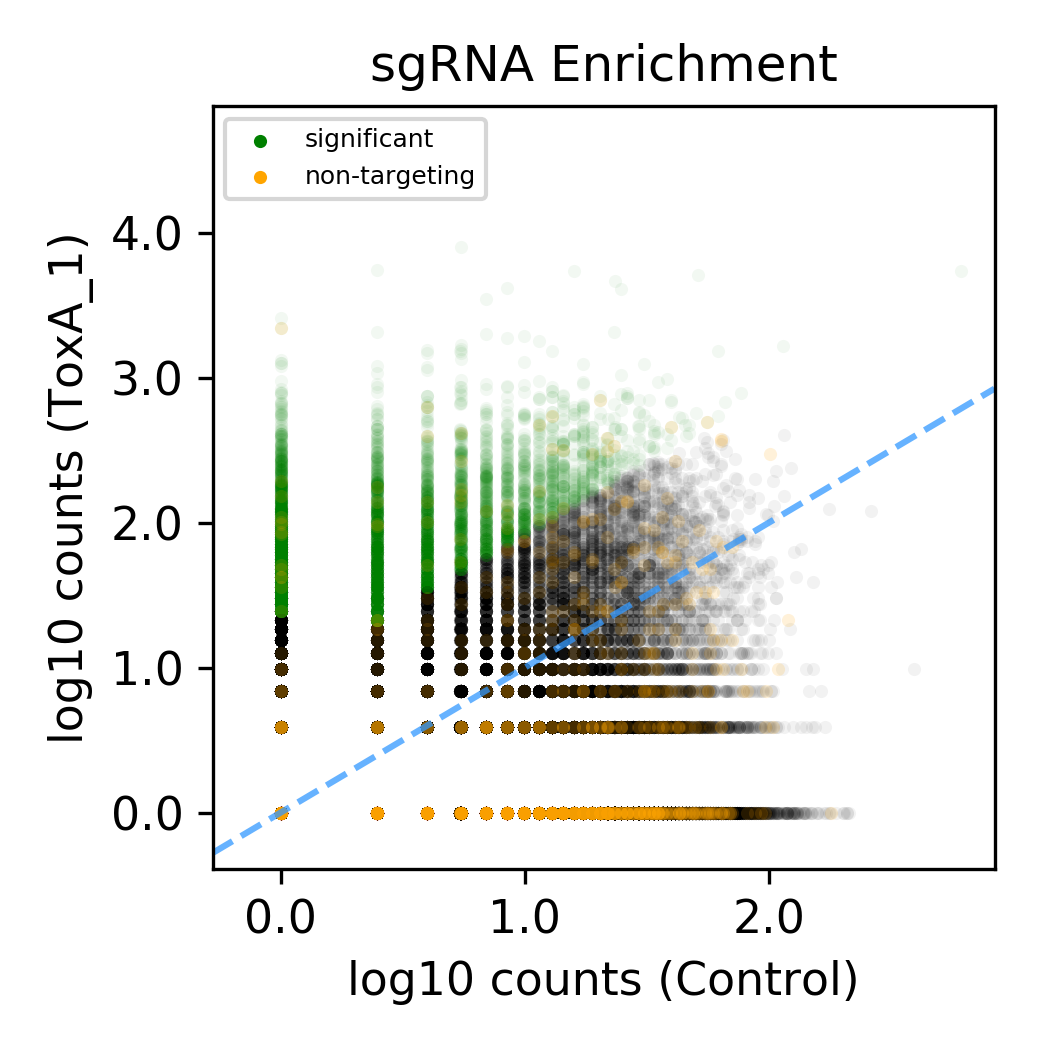 sgRNA Enrichment
significant
non-targeting
log10 counts (ToxA_1)
4.0
3.0
2.0
1.0
0.0
0.0 1.0 2.0
log10 counts (Control)